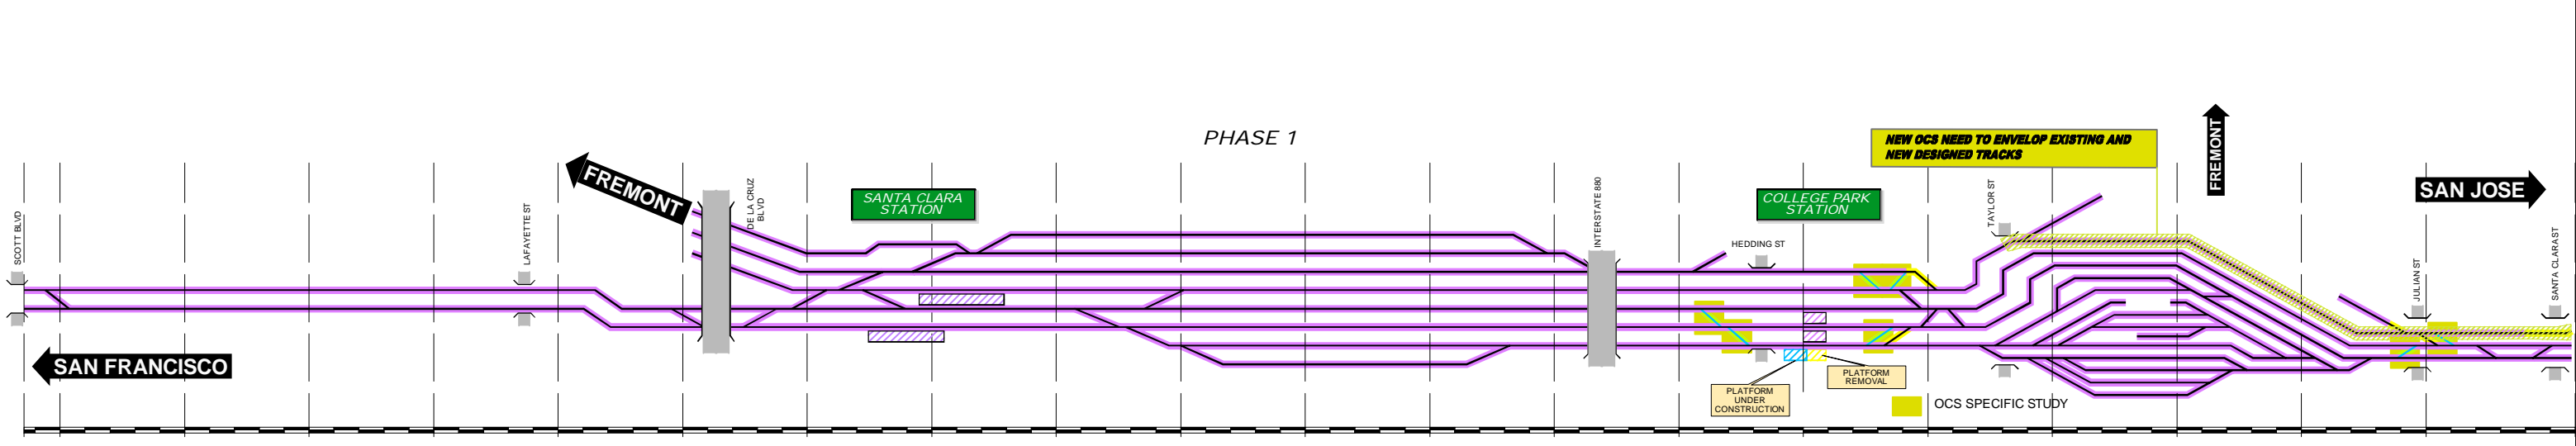 PHASE 1
NEW OCS NEED TO ENVELOP EXISTING AND
NEW DESIGNED TRACKS
FREMONT
FREMONT
SAN JOSE
SCOTT BLVD
LAFAYETTE ST
DE LA CRUZ
BLVD
SANTA CLARA
STATION
INTERSTATE 880
COLLEGE PARK
STATION
HEDDING ST
TAYLOR ST
JULIAN ST
SANTA CLARA ST
SAN FRANCISCO
PLATFORM
UNDER
CONSTRUCTION
PLATFORM
REMOVAL
OCS SPECIFIC STUDY